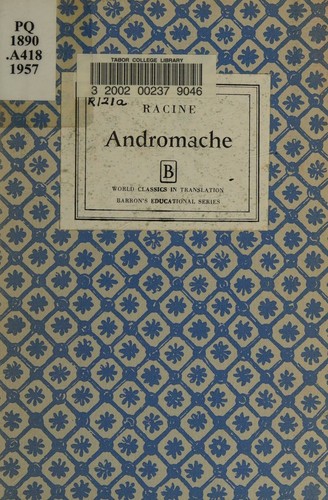 PQ
1890
.A418
1957
TABOR COLLEGE LIBRARY
3 2002 00237 9046
R121a
RACINE
Andromache
B
WORLD CLASSICS IN TRANSLATION
BARRON'S EDUCATIONAL SERIES